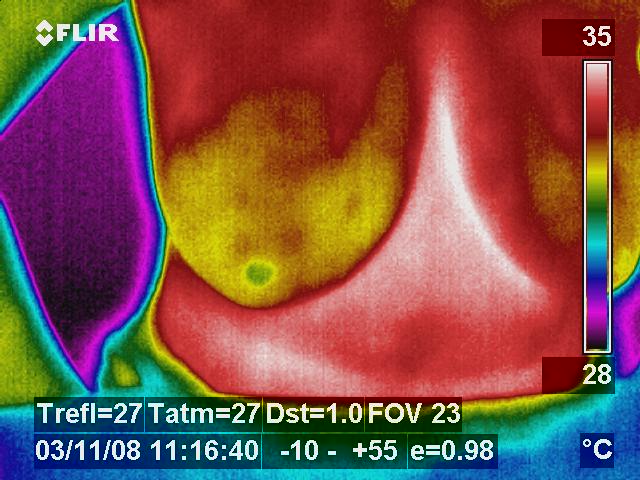 FLIR
35
28
Trefl=27 Tatm=27 Dst=1.0 FOV 23
03/11/08 11:16:40 -10 - +55 e=0.98 °C